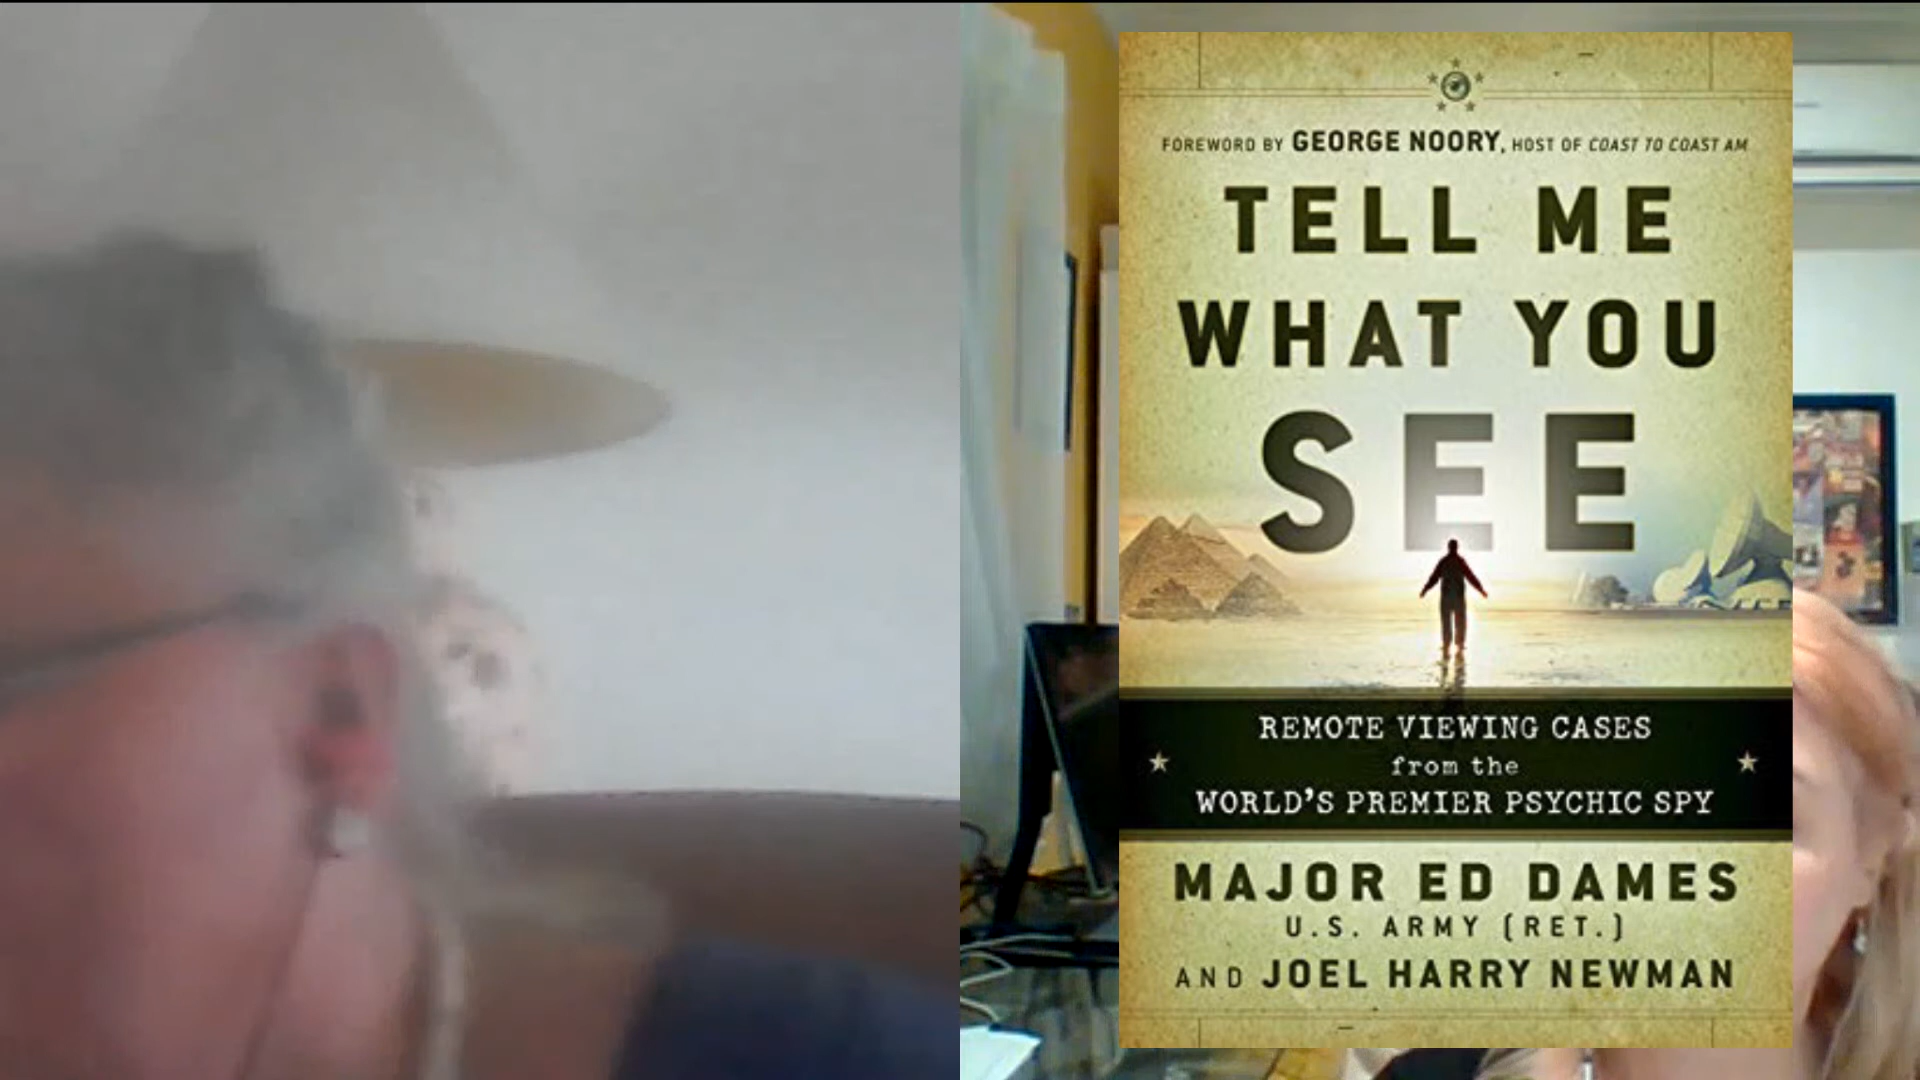 FOREWORD BY GEORGE NOORY, HOST OF COAST TO COAST AM
TELL ME
WHAT YOU
SEE
REMOTE VIEWING CASES
from the
WORLD'S PREMIER PSYCHIC SPY
MAJOR ED DAMES
U.S. ARMY (RET.)
AND JOEL HARRY NEWMAN